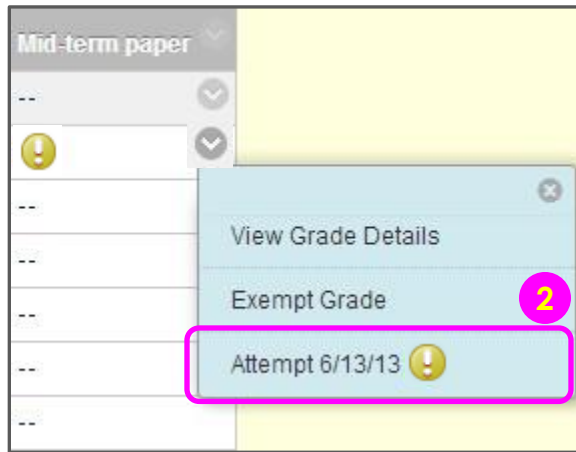 Mid-term paper
--
!
--
View Grade Details
--
Exempt Grade
2
--
Attempt 6/13/13 !
--
--